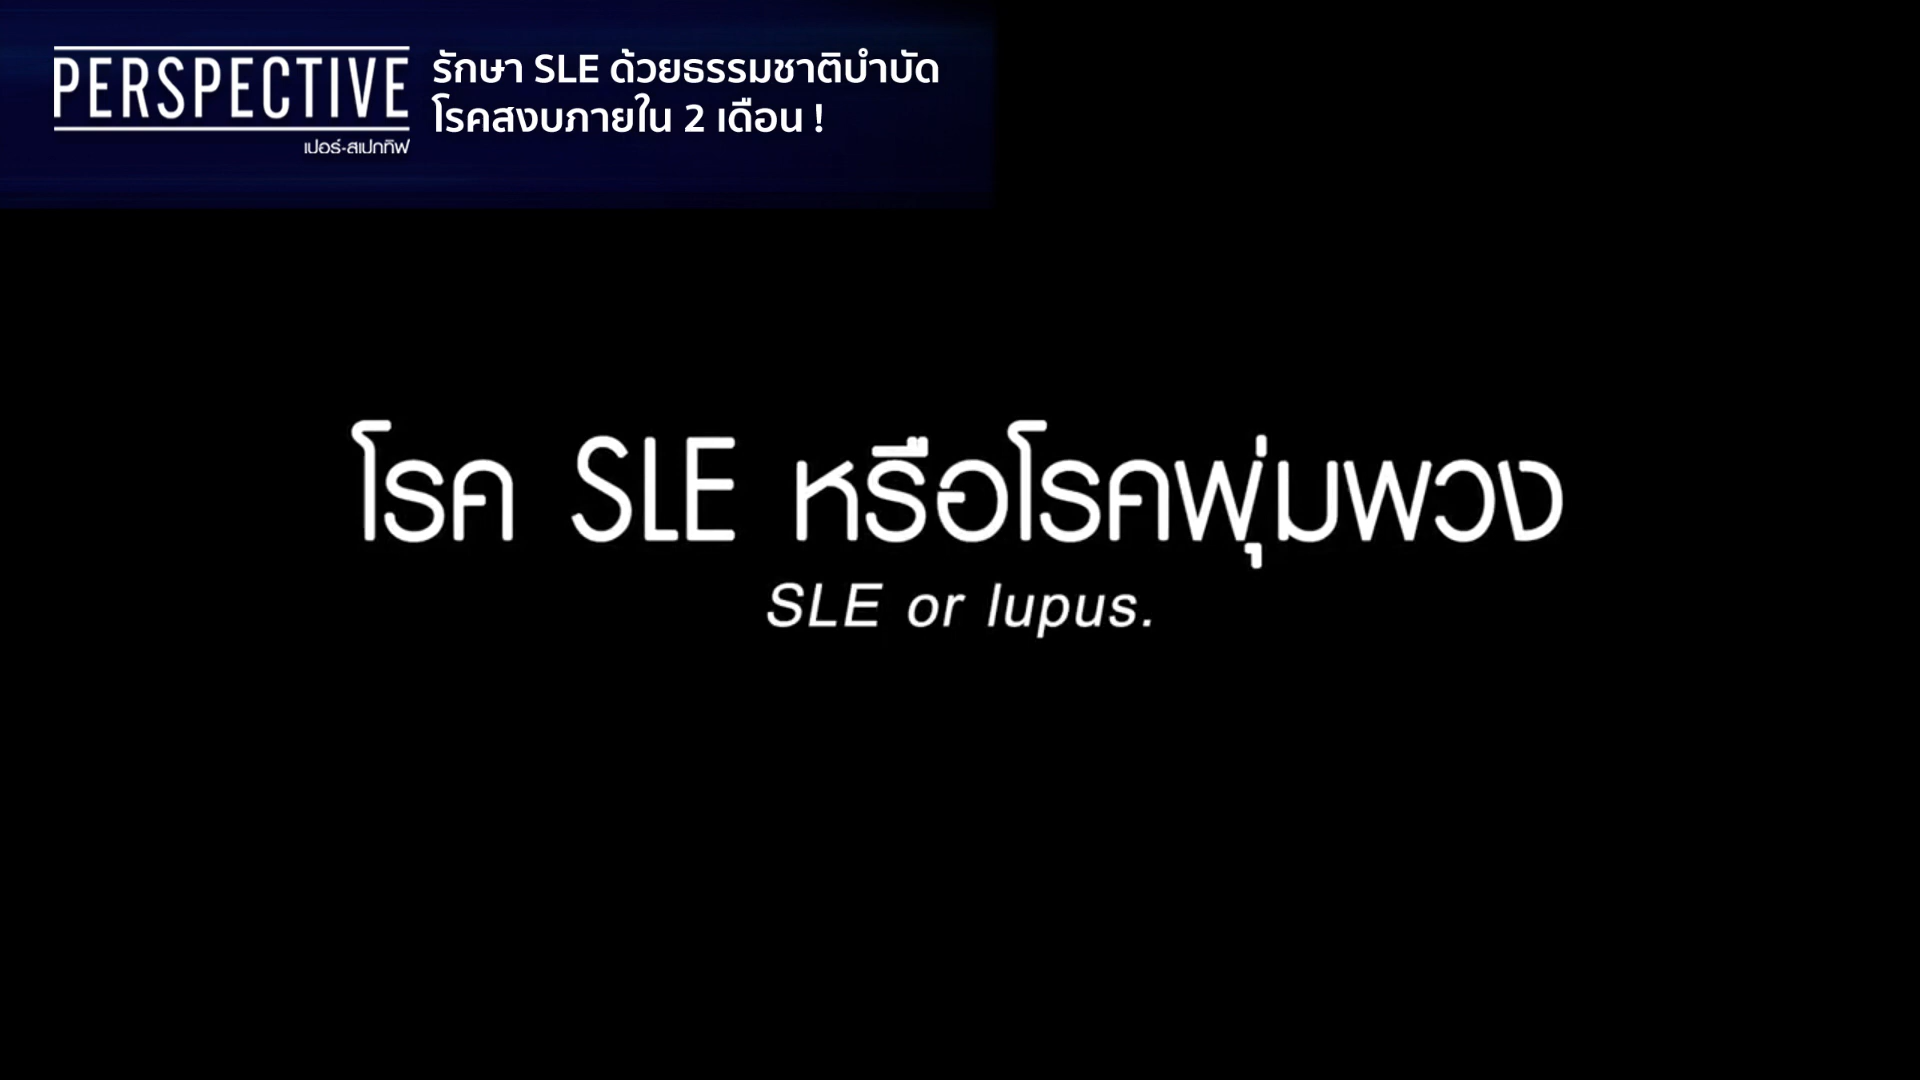 PERSPECTIVE
เปอร์-สเปกทิฟ
รักษา SLE ด้วยธรรมชาติบำบัด
โรคสงบภายใน 2 เดือน !
โรค SLE หรือโรคพุ่มพวง
SLE or lupus.